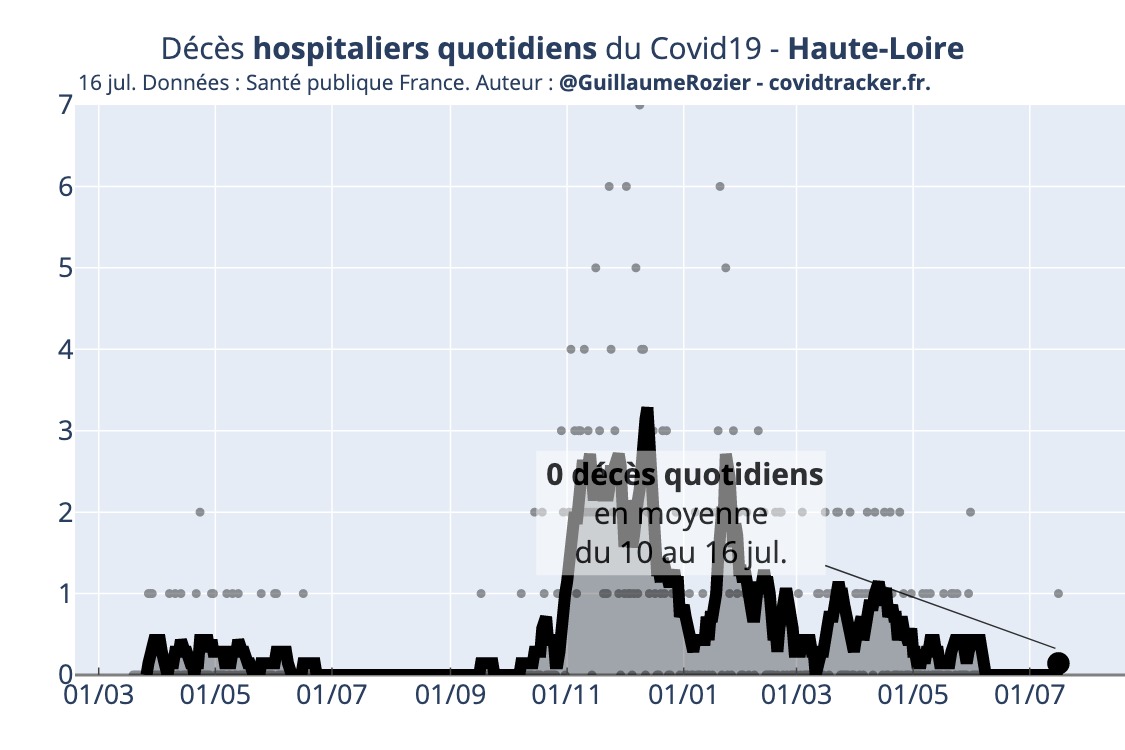 Décès hospitaliers quotidiens du Covid19 - Haute-Loire
16 jul. Données : Santé publique France. Auteur : @GuillaumeRozier - covidtracker.fr.
7
6
5
4
3
0 décès quotidiens
2
en moyenne
du 10 au 16 jul.
1
0
01/03 01/05 01/07 01/09 01/11 01/01 01/03 01/05 01/07